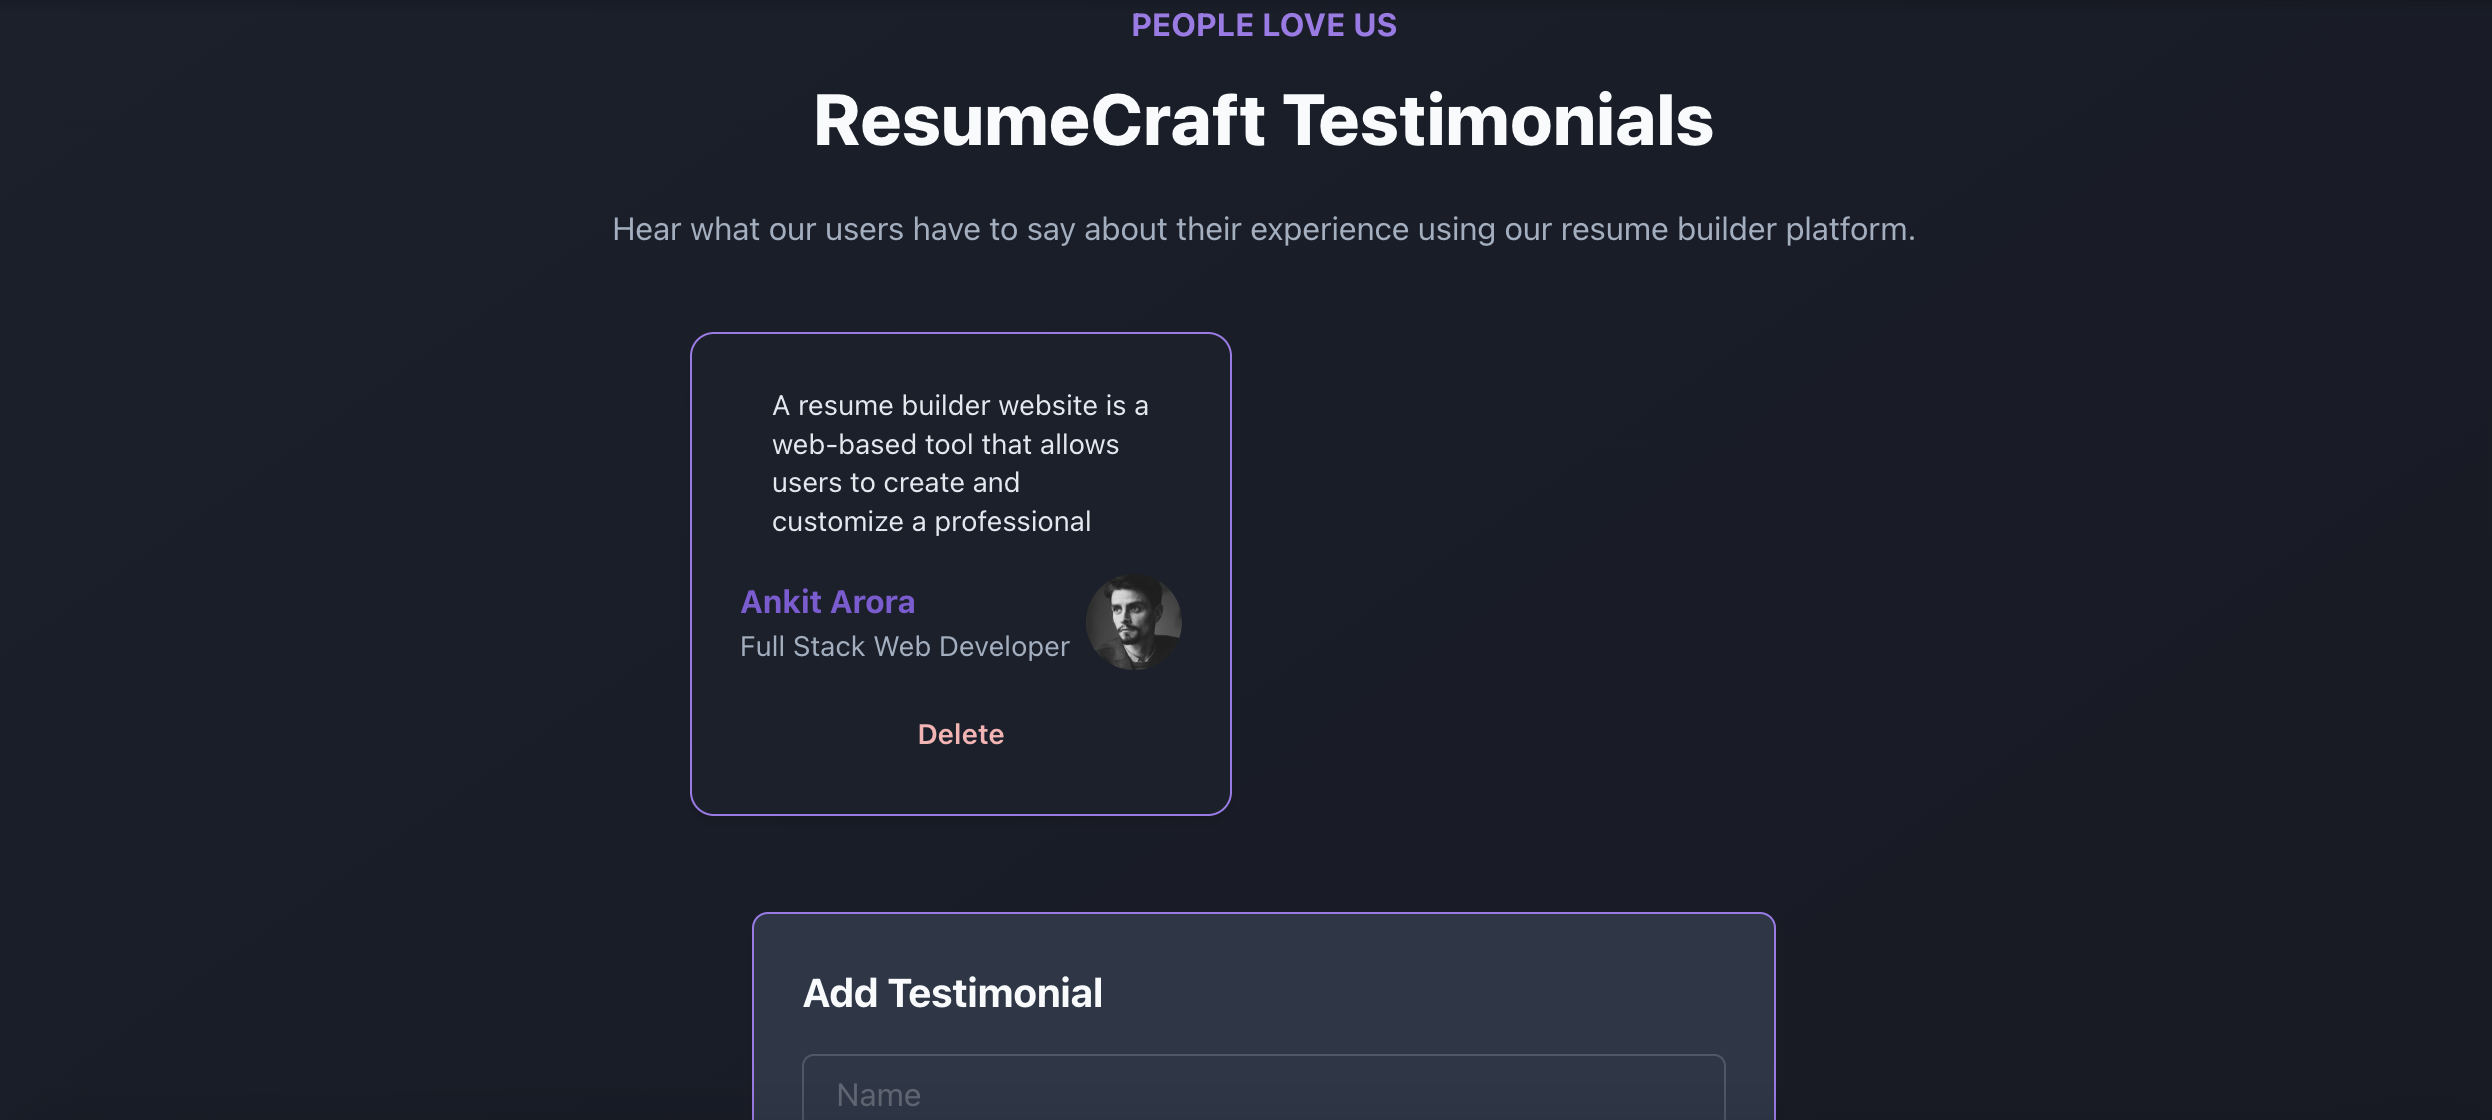 PEOPLE LOVE US
ResumeCraft Testimonials
Hear what our users have to say about their experience using our resume builder platform.
A resume builder website is a
web-based tool that allows
users to create and
customize a professional
Ankit Arora
Full Stack Web Developer
Delete
Add Testimonial
Name